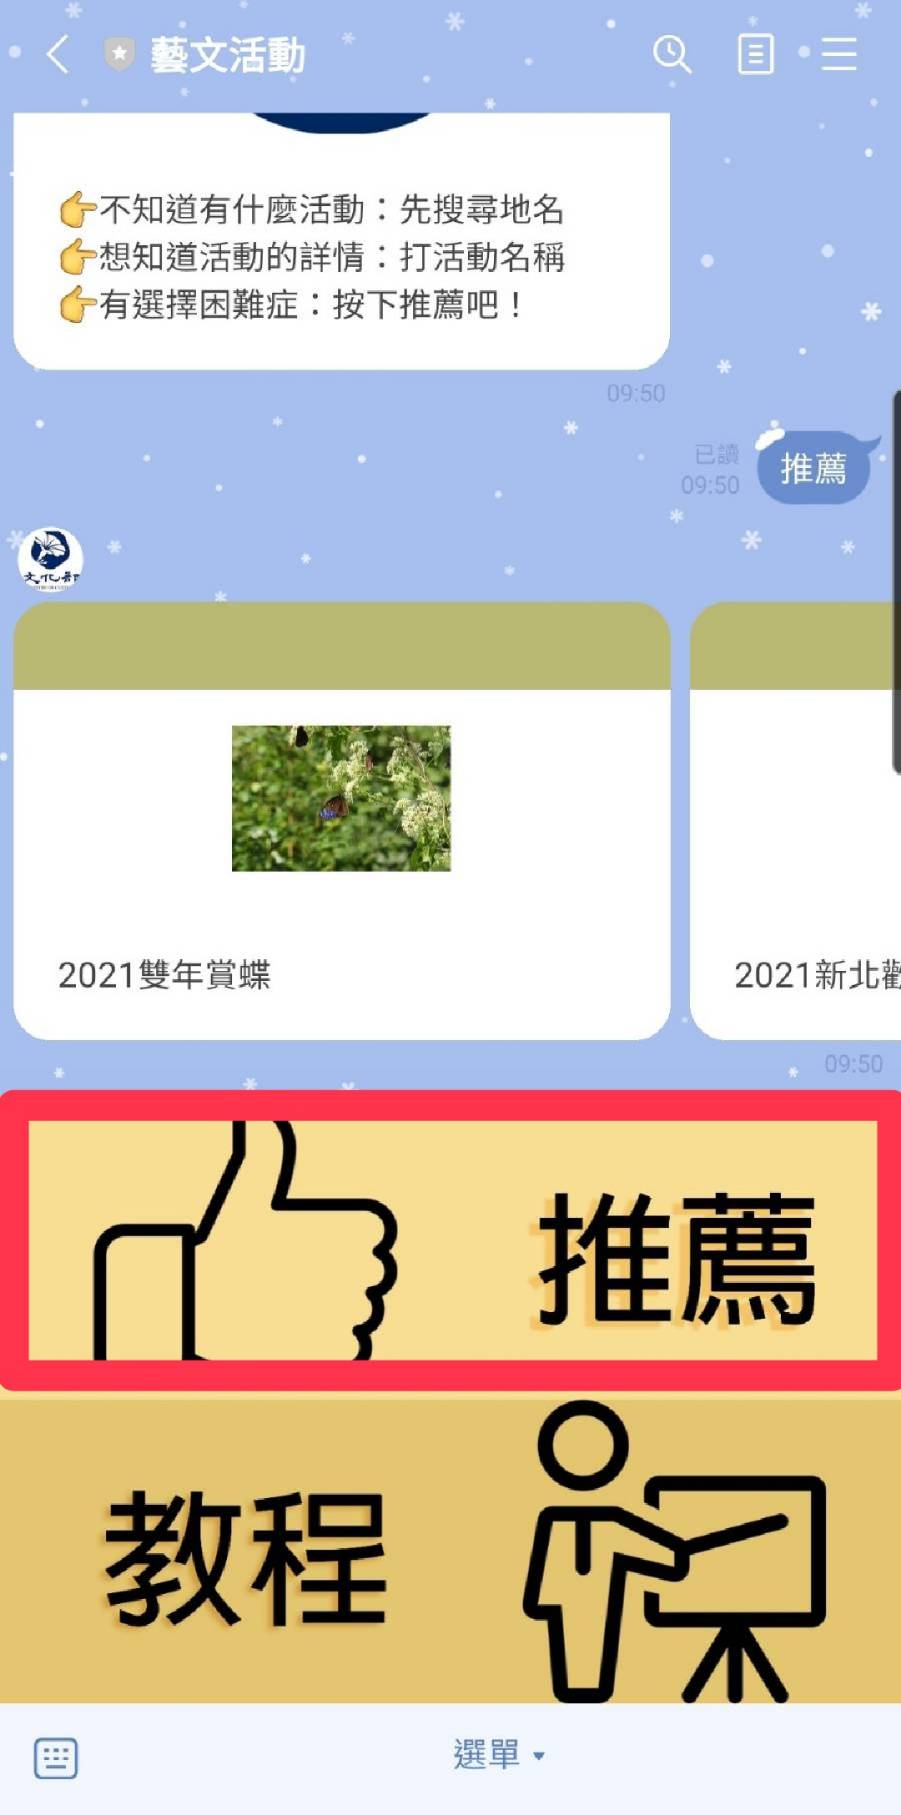 藝文活動
👉不知道有什麼活動：先搜尋地名
👉想知道活動的詳情：打活動名稱
👉有選擇困難症：按下推薦吧！
09:50
已讀
09:50
推薦
文化部
2021雙年賞蝶
2021新北歡
09:50
推薦
教程
選單